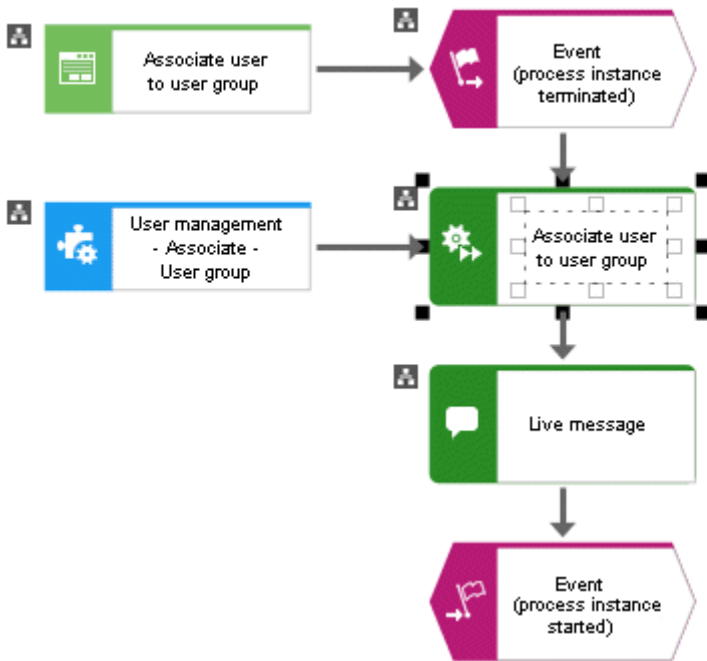 Associate user
to user group
Event
(process instance
terminated)
User management
- Associate -
User group
Associate user
to user group
Live message
Event
(process instance
started)